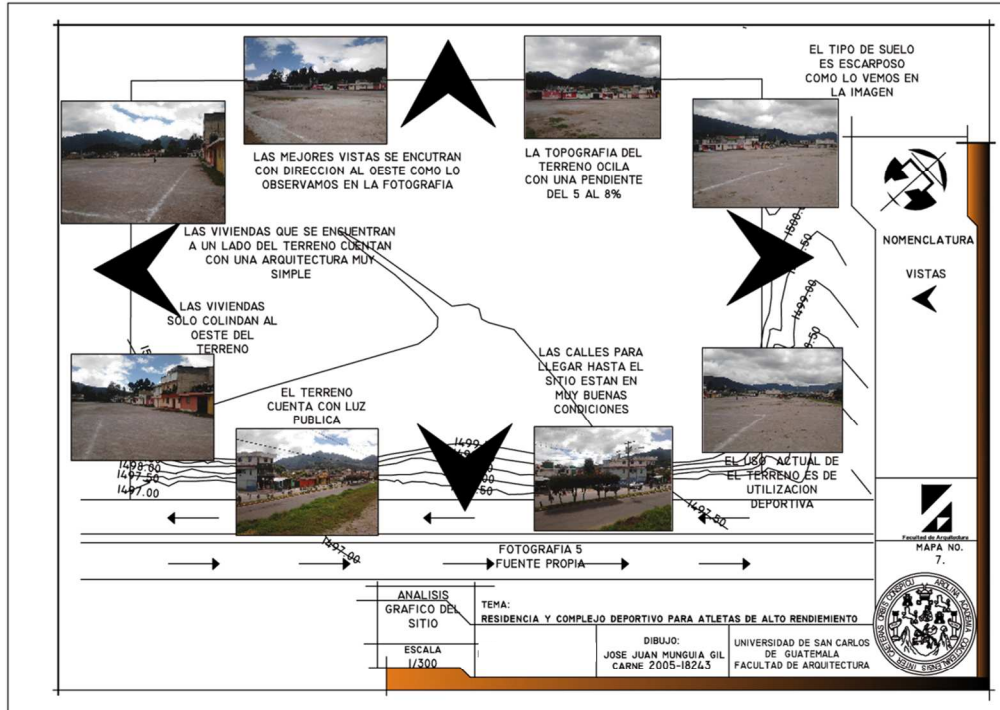 EL TIPO DE SUELO
ES ESCARPOSO
COMO LO VEMOS EN
LA IMAGEN
LAS MEJORES VISTAS SE ENCUTRAN
CON DIRECCION AL OESTE COMO LO
OBSERVAMOS EN LA FOTOGRAFIA
LA TOPOGRAFIA DEL
TERRENO OCILA
CON UNA PENDIENTE
DEL 5 AL 8%
LAS VIVIENDAS QUE SE ENCUENTRAN
A UN LADO DEL TERRENO CUENTAN
CON UNA ARQUITECTURA MUY
SIMPLE
NOMENCLATURA
VISTAS
1499.00
LAS VIVIENDAS
SOLO COLINDAN AL
OESTE DEL
TERRENO
LAS CALLES PARA
LLEGAR HASTA EL
SITIO ESTAN EN
MUY BUENAS
CONDICIONES
EL TERRENO
CUENTA CON LUZ
PUBLICA
1498.00
1497.50
1497.00
EL USO ACTUAL DE
EL TERRENO ES DE
UTILIZACION
DEPORTIVA
1497.50
1497.00
FOTOGRAFIA 5
FUENTE PROPIA
Facultad de Arquitectura
MAPA NO.
7.
ANALISIS
GRAFICO DEL
SITIO
ESCALA
1/300
TEMA:
RESIDENCIA Y COMPLEJO DEPORTIVO PARA ATLETAS DE ALTO RENDIEMIENTO
DIBUJO:
JOSE JUAN MUNGUIA GIL
CARNE 2005-18243
UNIVERSIDAD DE SAN CARLOS
DE GUATEMALA
FACULTAD DE ARQUITECTURA